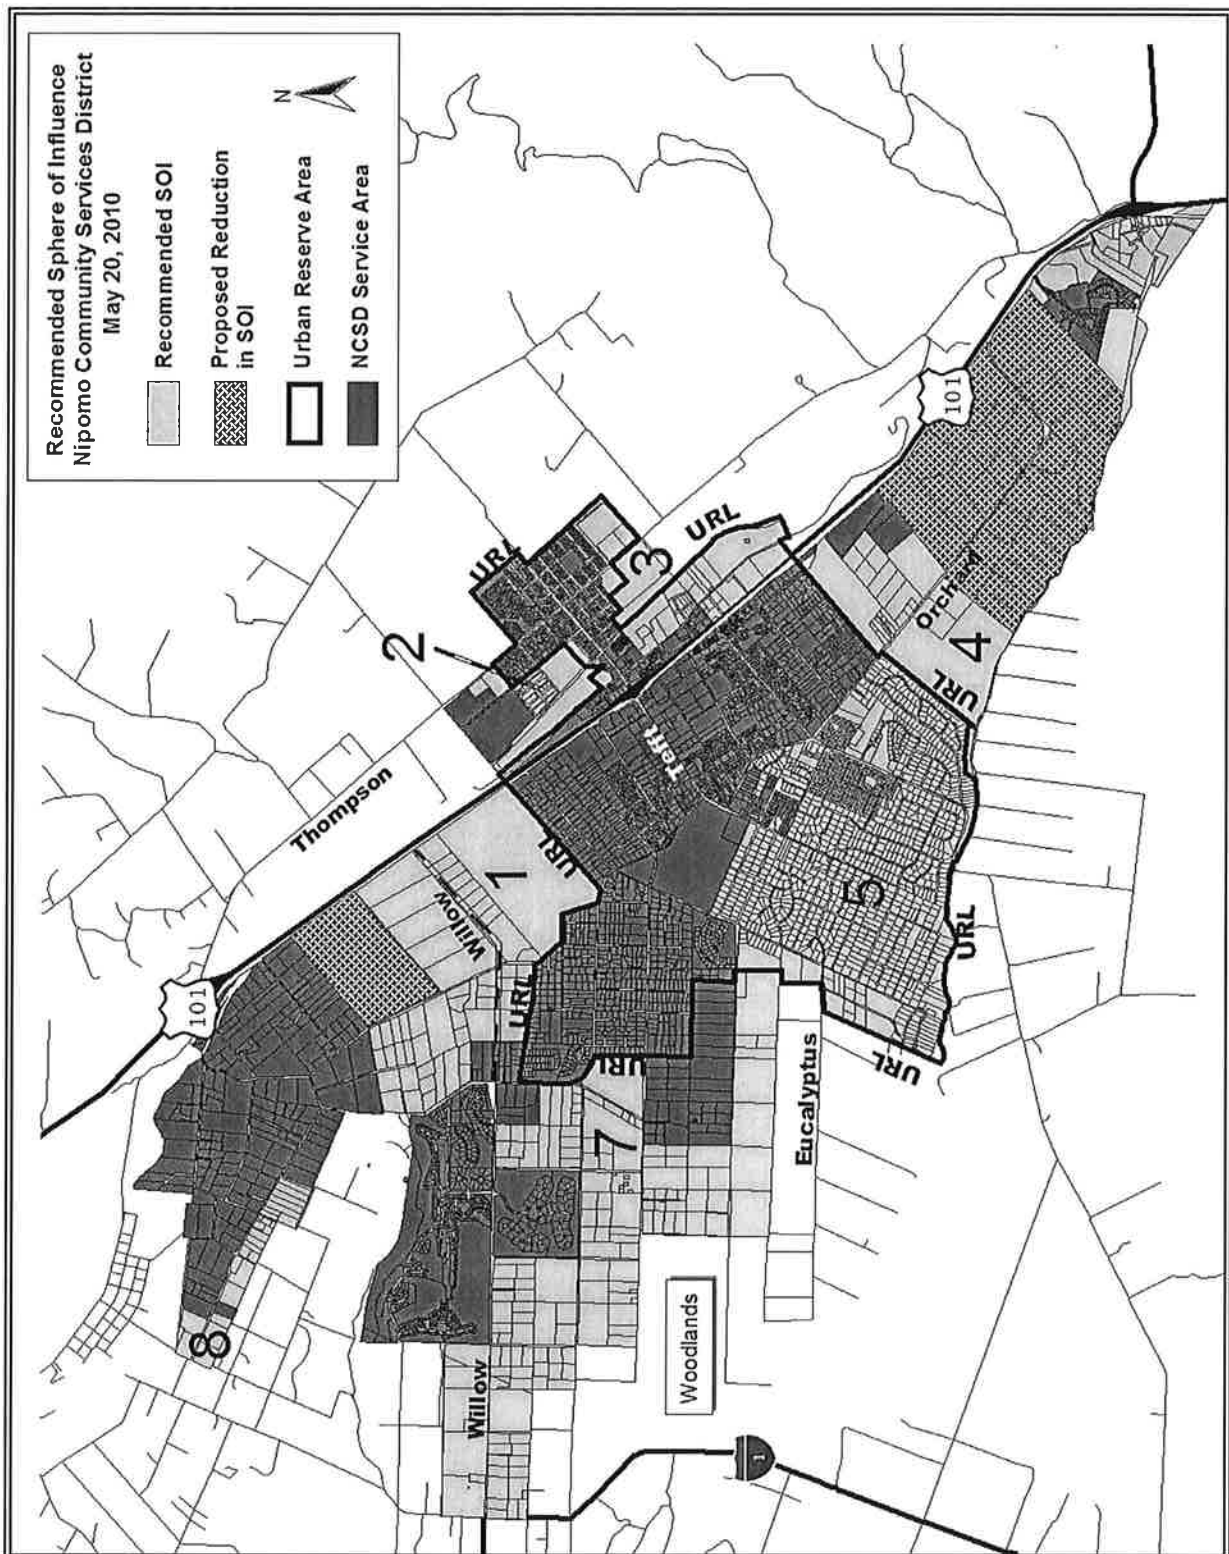 Recommended Sphere of Influence
Nipomo Community Services District
May 20, 2010
N
Recommended SOI
Proposed Reduction
in SOI
Urban Reserve Area
NCSD Service Area
101
Thompson
2
URL
3
URL
101
Willow
1
URL
Tefft
Orchard
4
URL
URL
5
URL
URL
URL
8
7
Eucalyptus
Willow
Woodlands
1